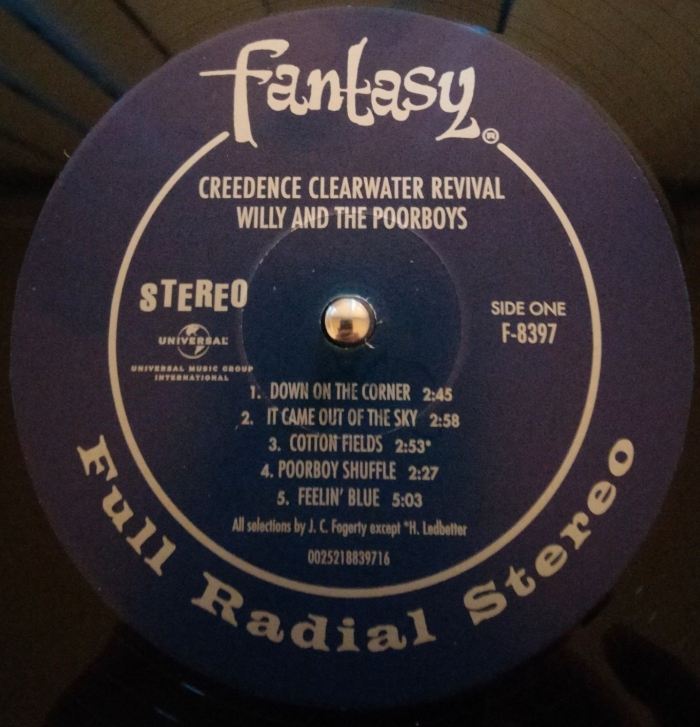 fantasy®
CREEDENCE CLEARWATER REVIVAL
WILLY AND THE POORBOYS
STEREO
UNIVERSAL
UNIVERSAL MUSIC GROUP
INTERNATIONAL
SIDE ONE
F-8397
1. DOWN ON THE CORNER 2:45
2. IT CAME OUT OF THE SKY 2:58
3. COTTON FIELDS 2:53*
4. POORBOY SHUFFLE 2:27
5. FEELIN' BLUE 5:03
All selections by J. C. Fogerty except *H. Ledbetter
0025218839716
Full Radial Stereo